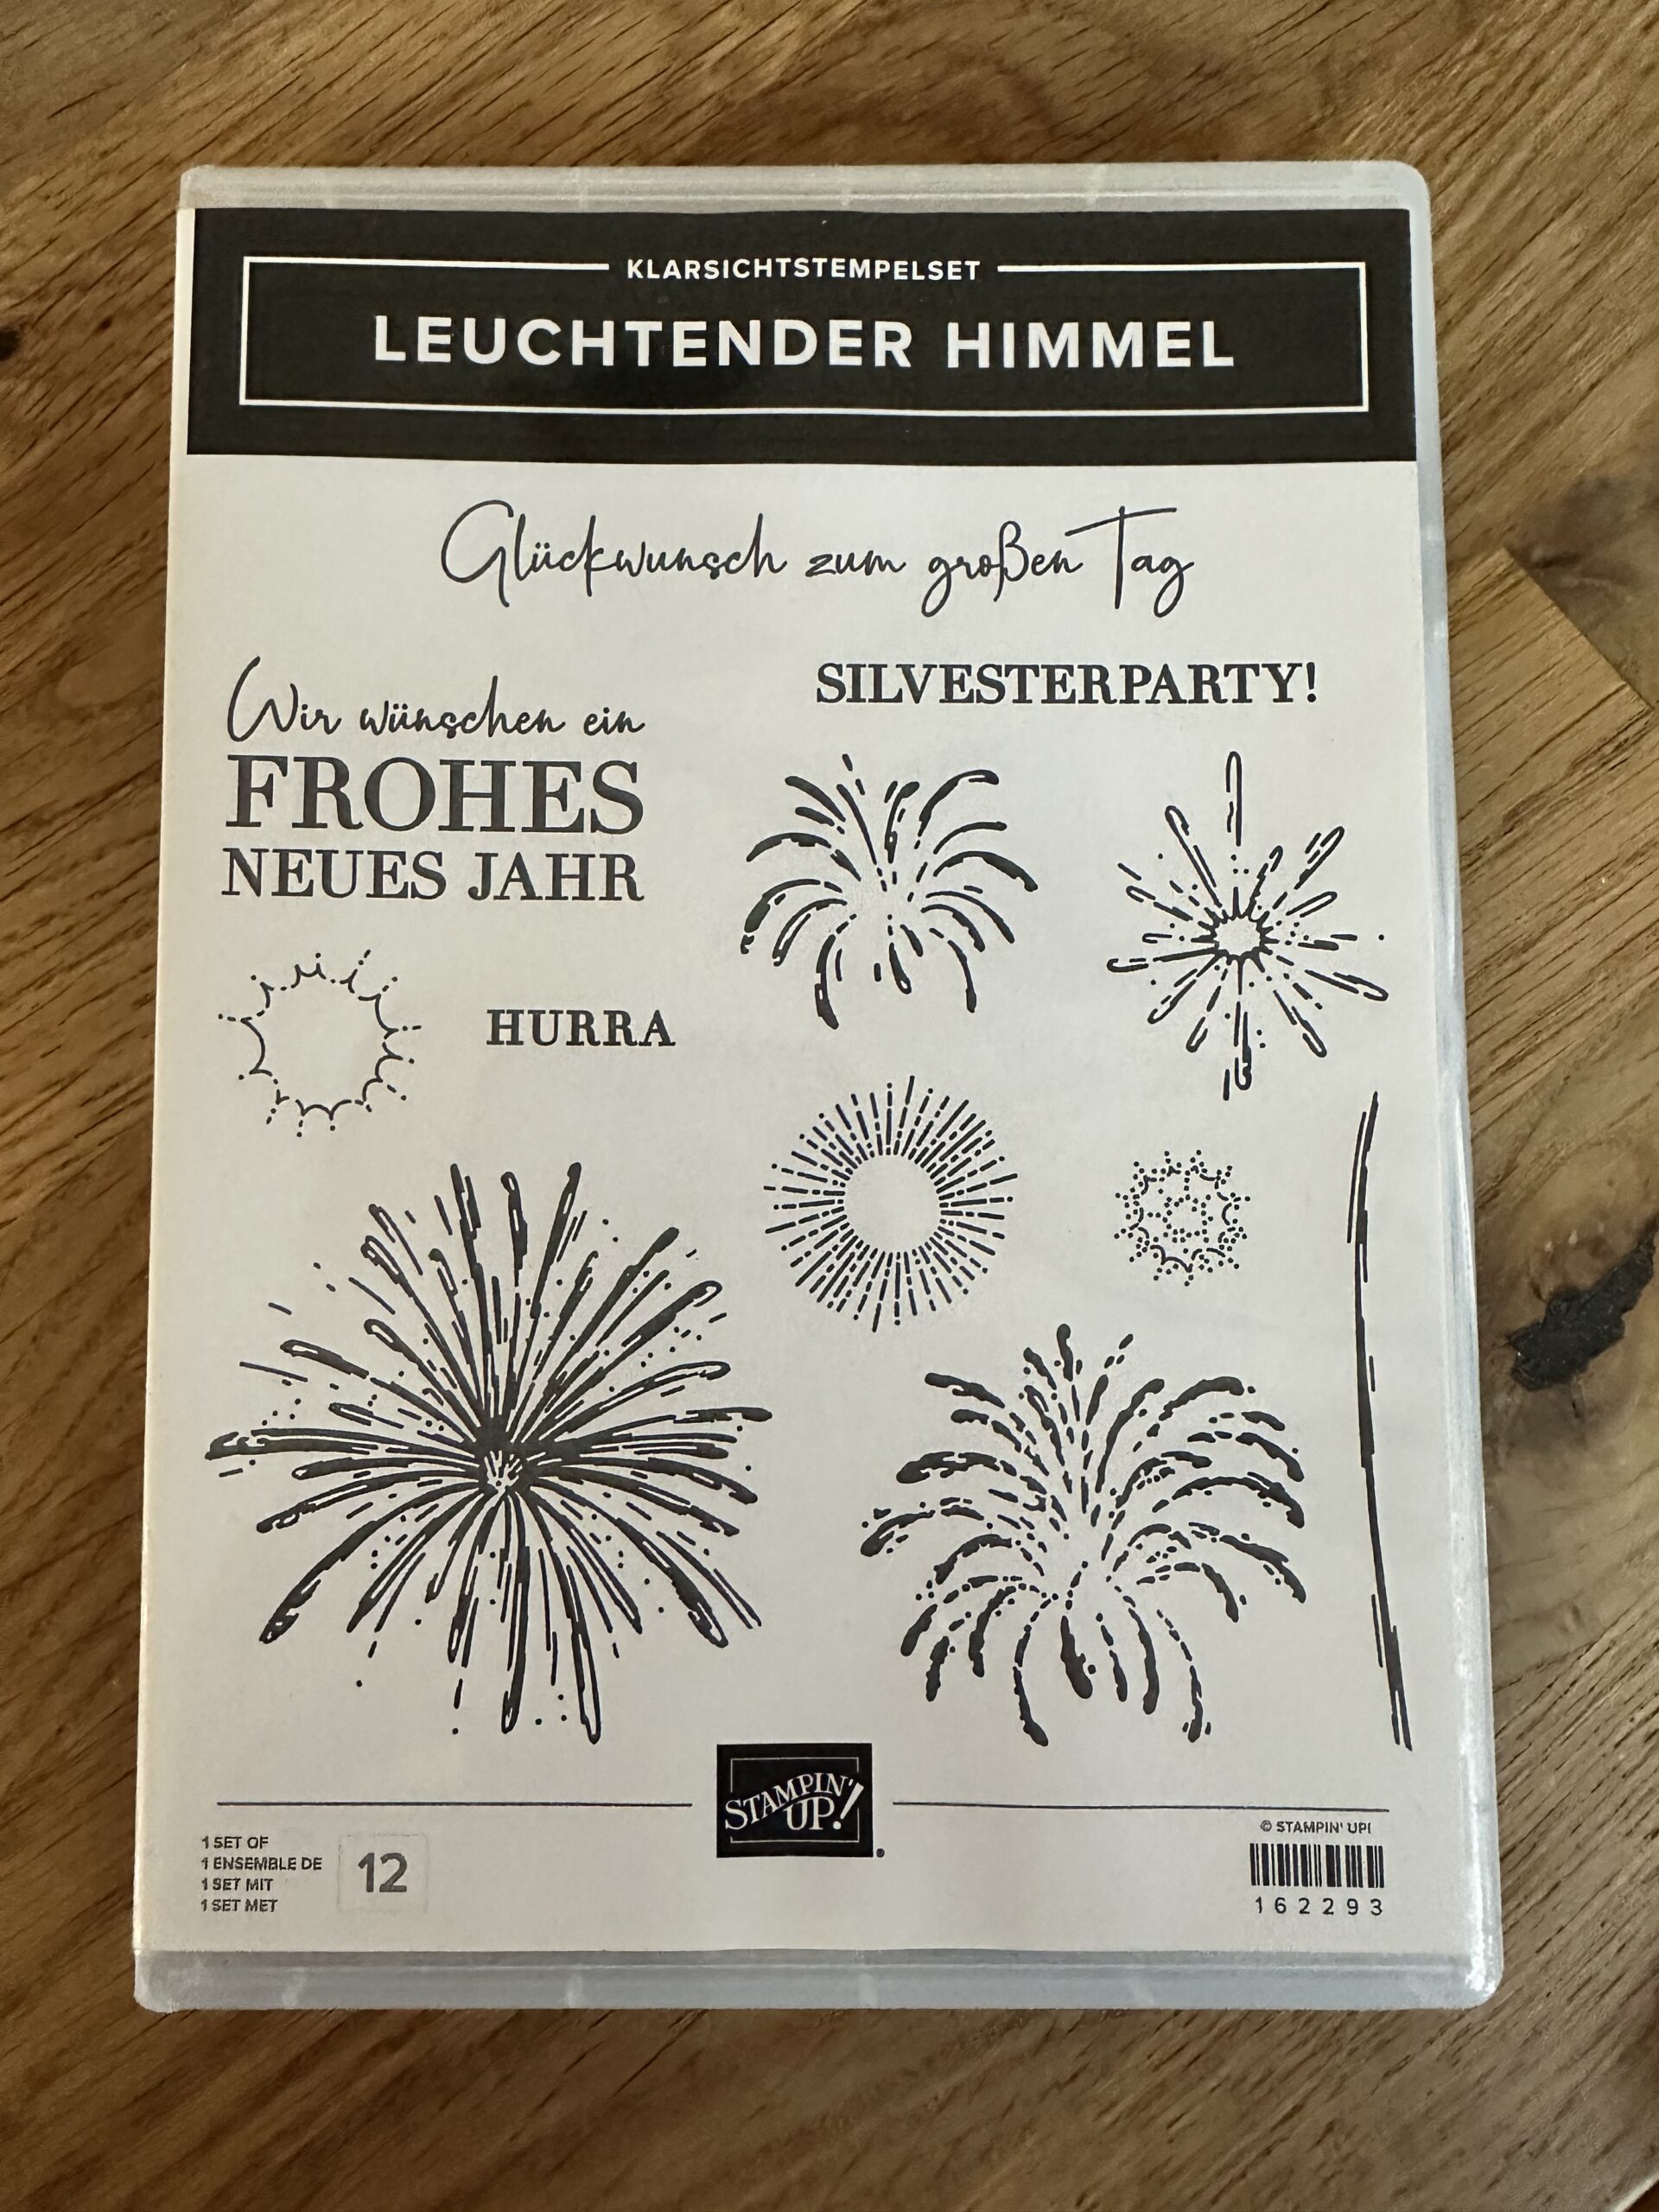 KLARSICHTSTEMPELSET
LEUCHTENDER HIMMEL
Glückwunsch zum großen Tag
Wir wünschen ein
FROHES
NEUES JAHR
SILVESTERPARTY!
HURRA
STAMPIN'
UP!
1 SET OF
1 ENSEMBLE DE
1 SET MIT
1 SET MET
12
© STAMPIN' UP!
162293